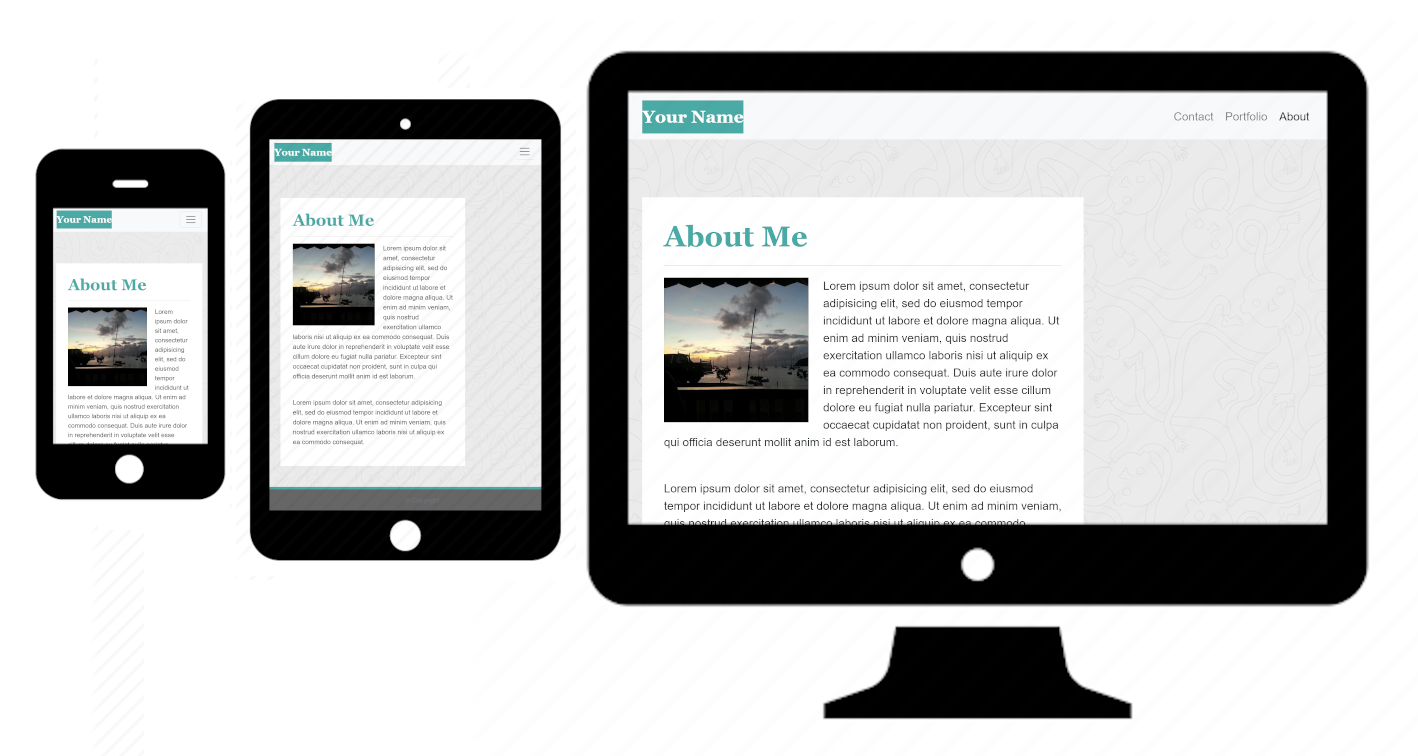 Your Name
About Me
Lorem
ipsum dolor
sit amet,
consectetur
adipisicing
elit, sed do
eiusmod
tempor
incididunt ut
labore et dolore magna aliqua. Ut enim ad
minim veniam, quis nostrud exercitation
ullamco laboris nisi ut aliquip ex ea
commodo consequat. Duis aute irure dolor
in reprehenderit in voluptate velit esse
Your Name
About Me
Lorem ipsum dolor sit
amet, consectetur
adipisicing elit, sed do
eiusmod tempor
incididunt ut labore et
dolore magna aliqua. Ut
enim ad minim veniam,
quis nostrud
exercitation ullamco
laboris nisi ut aliquip ex ea commodo consequat. Duis
aute irure dolor in reprehenderit in voluptate velit esse
cillum dolore eu fugiat nulla pariatur. Excepteur sint
occaecat cupidatat non proident, sunt in culpa qui
officia deserunt mollit anim id est laborum.
Lorem ipsum dolor sit amet, consectetur adipisicing
elit, sed do eiusmod tempor incididunt ut labore et
dolore magna aliqua. Ut enim ad minim veniam, quis
nostrud exercitation ullamco laboris nisi ut aliquip ex
ea commodo consequat.
Your Name
Contact Portfolio About
About Me
Lorem ipsum dolor sit amet, consectetur
adipisicing elit, sed do eiusmod tempor
incididunt ut labore et dolore magna aliqua. Ut
enim ad minim veniam, quis nostrud
exercitation ullamco laboris nisi ut aliquip ex
ea commodo consequat. Duis aute irure dolor
in reprehenderit in voluptate velit esse cillum
dolore eu fugiat nulla pariatur. Excepteur sint
occaecat cupidatat non proident, sunt in culpa
qui officia deserunt mollit anim id est laborum.
Lorem ipsum dolor sit amet, consectetur adipisicing elit, sed do eiusmod
tempor incididunt ut labore et dolore magna aliqua. Ut enim ad minim veniam,
quis nostrud exercitation ullamco laboris nisi ut aliquip ex ea commodo